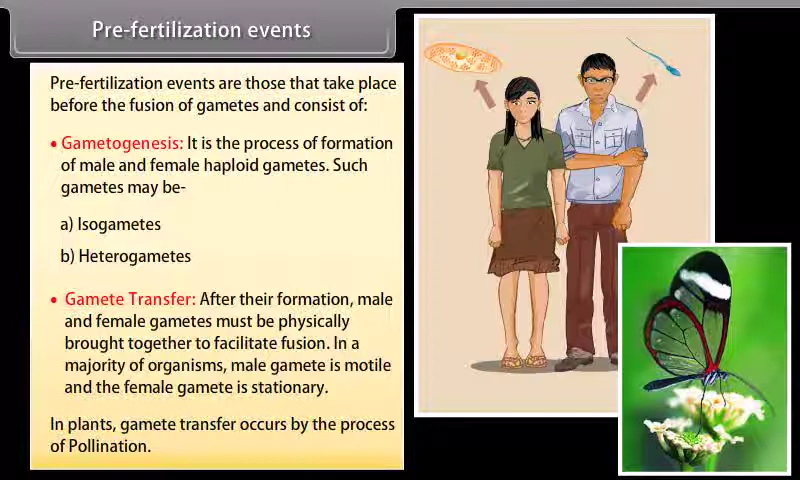 Pre-fertilization events
Pre-fertilization events are those that take place
before the fusion of gametes and consist of:
• Gametogenesis: It is the process of formation
of male and female haploid gametes. Such
gametes may be-
a) Isogametes
b) Heterogametes
• Gamete Transfer: After their formation, male
and female gametes must be physically
brought together to facilitate fusion. In a
majority of organisms, male gamete is motile
and the female gamete is stationary.
In plants, gamete transfer occurs by the process
of Pollination.